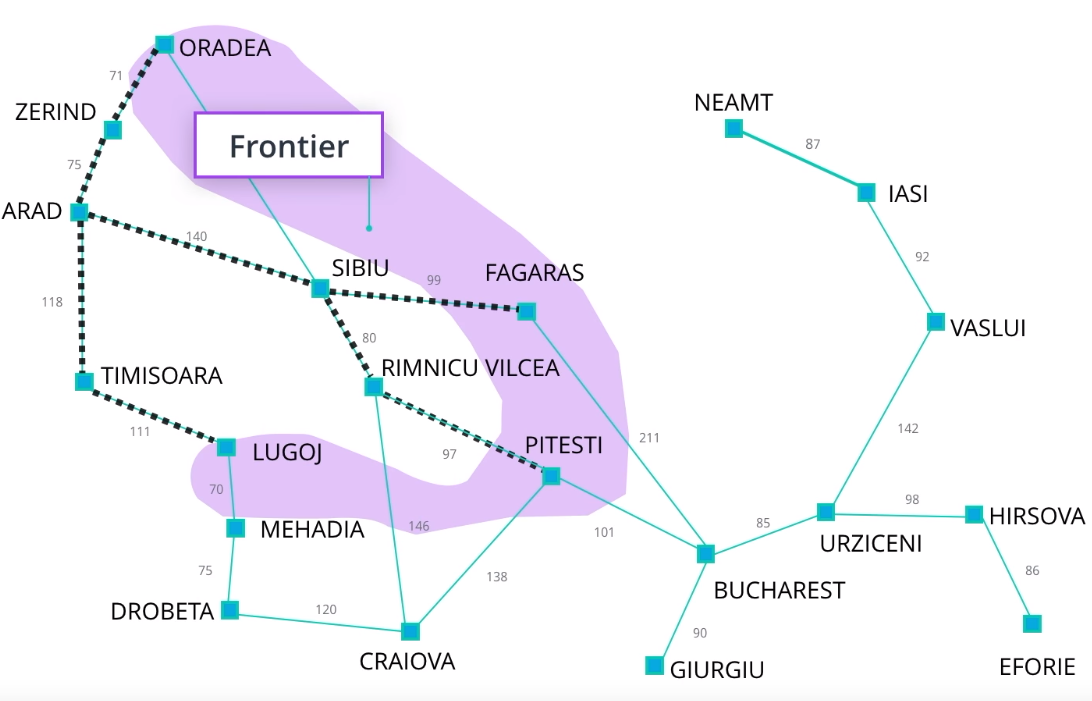 ORADEA
71
ZERIND
NEAMT
87
Frontier
75
IASI
ARAD
140
92
SIBIU
FAGARAS
99
118
80
VASLUI
RIMNICU VILCEA
TIMISOARA
111
LUGOJ
97
PITESTI
211
142
70
MEHADIA
146
101
85
98
HIRSOVA
URZICENI
75
138
86
BUCHAREST
DROBETA
120
CRAIOVA
90
GIURGIU
EFORIE